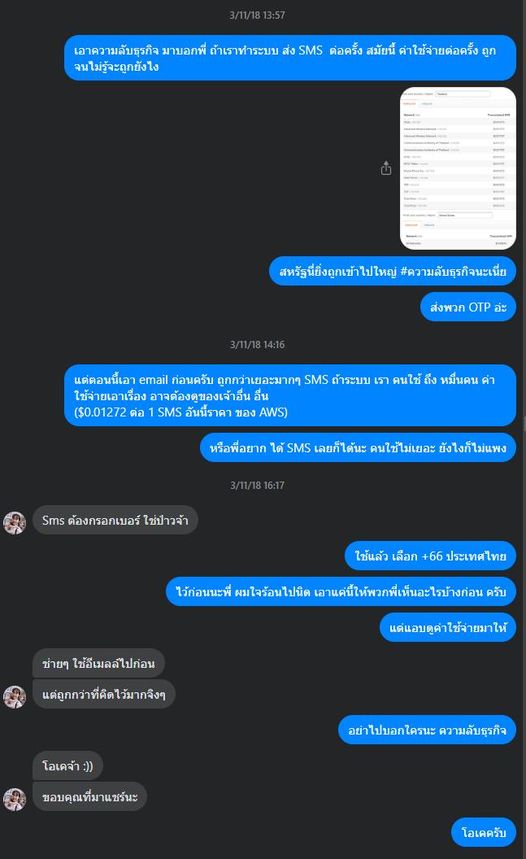 3/11/18 13:57
เอาความลับธุรกิจ มาบอกพี่ ถ้าเราทำระบบ ส่ง SMS ต่อครั้ง สมัยนี้ ค่าใช้จ่ายต่อครั้ง ถูก
จนไม่รู้จะถูกยังไง
สหรัฐนี่ยิ่งถูกเข้าไปใหญ่ #ความลับธุรกิจนะเนี่ย
ส่งพวก OTP อ่ะ
3/11/18 14:16
แต่ตอนนี้เอา email ก่อนครับ ถูกกว่าเยอะมากๆ SMS ถ้าระบบ เรา คนใช้ ถึง หมื่นคน ค่า
ใช้จ่ายเอาเรื่อง อาจต้องดูของเจ้าอื่น อื่น
($0.01272 ต่อ 1 SMS อันนี้ราคา ของ AWS)
หรือพี่อยาก ได้ SMS เลยก็ได้นะ คนใช้ไม่เยอะ ยังไงก็ไม่แพง
3/11/18 16:17
Sms ต้องกรอกเบอร์ ใช่ป่าวจ้า
ใช้แล้ว เลือก +66 ประเทศไทย
ไว้ก่อนนะพี่ ผมใจร้อนไปนิด เอาแค่นี้ให้พวกพี่เห็นอะไรบ้างก่อน ครับ
แต่แอบดูค่าใช้จ่ายมาให้
ช่ายๆ ใช้อีเมลล์ไปก่อน
แต่ถูกกว่าที่คิดไว้มากจิงๆ
อย่าไปบอกใครนะ ความลับธุรกิจ
โอเคจ้า :))
ขอบคุณที่มาแชร์นะ
โอเคครับ